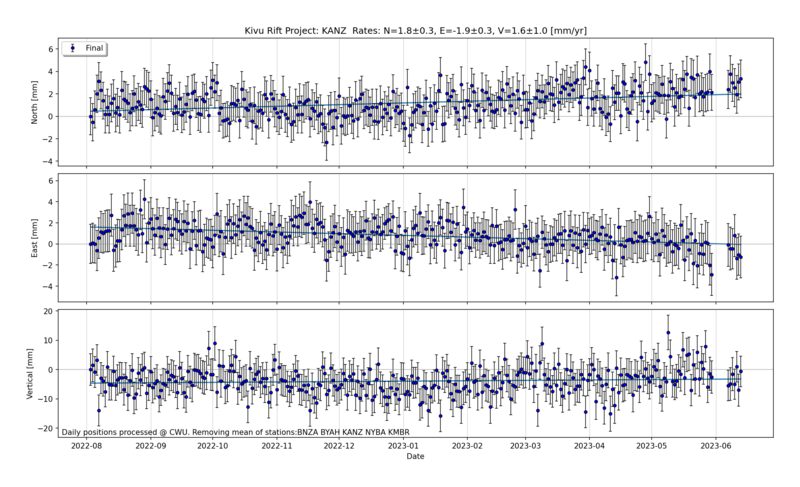 Kivu Rift Project: KANZ Rates: N=1.8±0.3, E=-1.9±0.3, V=1.6±1.0 [mm/yr]
Final
6
4
2
0
−2
−4
North [mm]
6
4
2
0
−2
−4
East [mm]
20
10
0
−10
−20
Vertical [mm]
Daily positions processed @ CWU. Removing mean of stations:BNZA BYAH KANZ NYBA KMBR
2022-08 2022-09 2022-10 2022-11 2022-12 2023-01 2023-02 2023-03 2023-04 2023-05 2023-06
Date